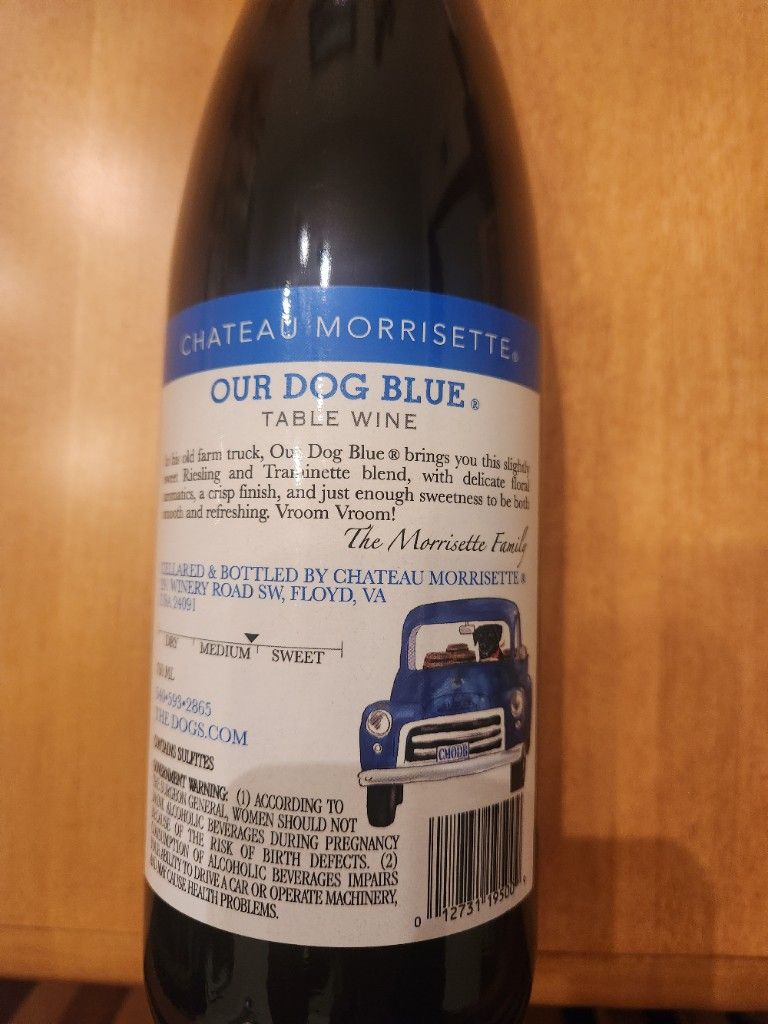 CHATEAU MORRISETTE®
OUR DOG BLUE®
TABLE WINE
his old farm truck, Our Dog Blue® brings you this slightly
sweet Riesling and Traminette blend, with delicate floral
aromatics, a crisp finish, and just enough sweetness to be both
smooth and refreshing. Vroom Vroom!
The Morrisette Family
CELLARED & BOTTLED BY CHATEAU MORRISETTE®
WINERY ROAD SW, FLOYD, VA
USA 24091
DRY MEDIUM SWEET
ML
540•593•2865
THEDOGS.COM
CONTAINS SULFITES
CMODB
GOVERNMENT WARNING: (1) ACCORDING TO
THE SURGEON GENERAL, WOMEN SHOULD NOT
DRINK ALCOHOLIC BEVERAGES DURING PREGNANCY
BECAUSE OF THE RISK OF BIRTH DEFECTS. (2)
CONSUMPTION OF ALCOHOLIC BEVERAGES IMPAIRS
YOUR ABILITY TO DRIVE A CAR OR OPERATE MACHINERY,
AND MAY CAUSE HEALTH PROBLEMS.
0 12731 19500 9